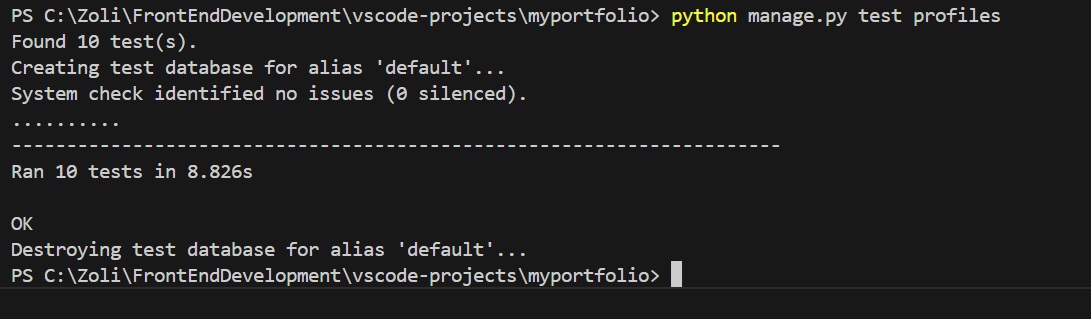 PS C:\Zoli\FrontEndDevelopment\vscode-projects\myportfolio> python manage.py test profiles
Found 10 test(s).
Creating test database for alias 'default'...
System check identified no issues (0 silenced).
..........
----------------------------------------------------------------------
Ran 10 tests in 8.826s

OK
Destroying test database for alias 'default'...
PS C:\Zoli\FrontEndDevelopment\vscode-projects\myportfolio>